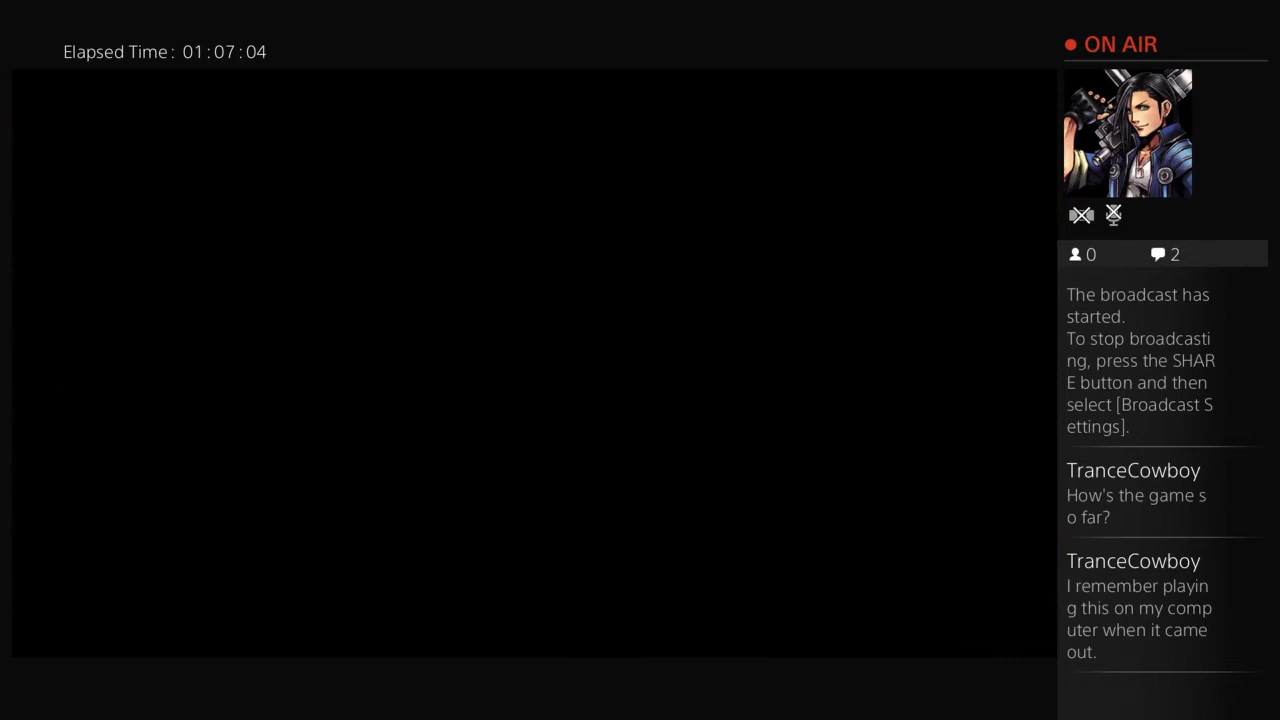 Elapsed Time: 01:07:04
ON AIR
0 2
The broadcast has
started.
To stop broadcasti
ng, press the SHAR
E button and then
select [Broadcast S
ettings].
TranceCowboy
How's the game s
o far?
TranceCowboy
I remember playin
g this on my comp
uter when it came
out.